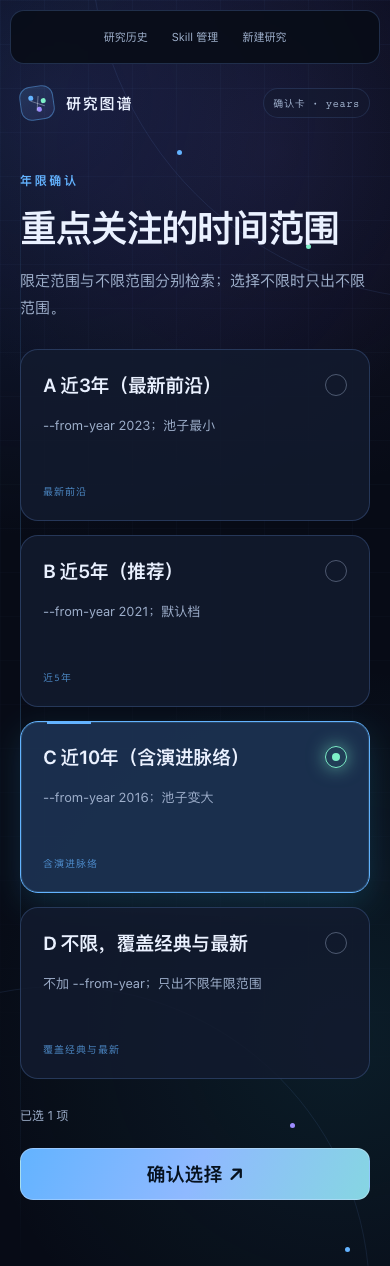 研究历史 Skill 管理 新建研究
研究图谱
确认卡 · years
年限确认
重点关注的时间范围
限定范围与不限范围分别检索；选择不限时只出不限
范围。
A 近3年（最新前沿）
--from-year 2023；池子最小
最新前沿
B 近5年（推荐）
--from-year 2021；默认档
近5年
C 近10年（含演进脉络）
--from-year 2016；池子变大
含演进脉络
D 不限，覆盖经典与最新
不加 --from-year；只出不限年限范围
覆盖经典与最新
已选 1 项
确认选择 ↗